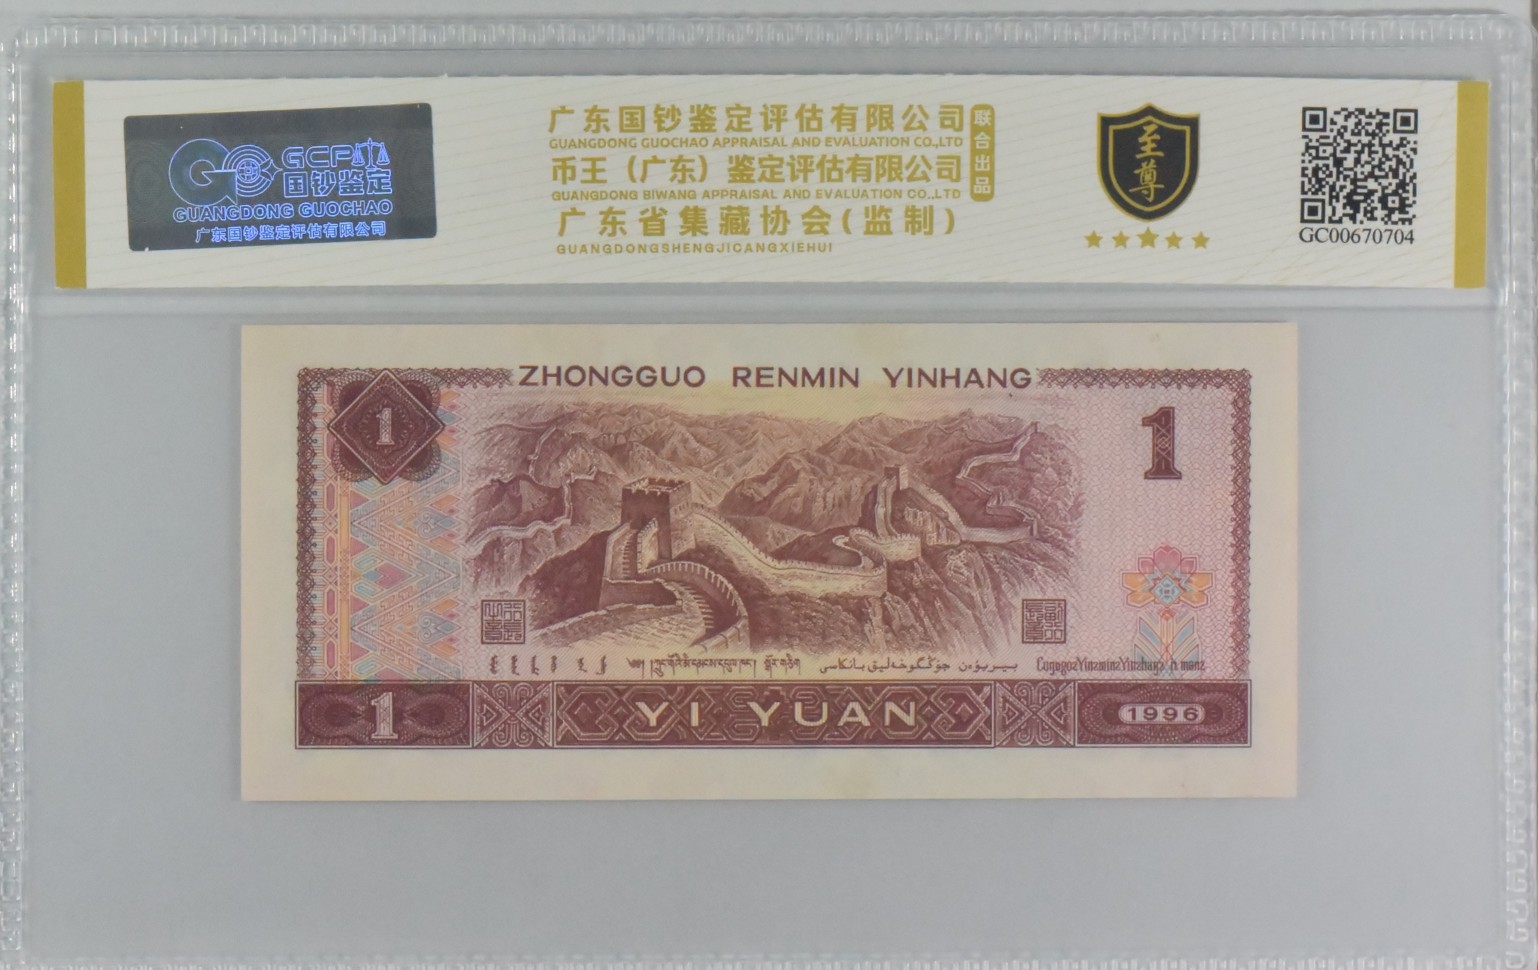 GCP
国钞鉴定
GUANGDONG GUOCHAO
广东国钞鉴定评估有限公司
广东国钞鉴定评估有限公司
GUANGDONG GUOCHAO APPRAISAL AND EVALUATION CO.,LTD
币王（广东）鉴定评估有限公司
GUANGDONG BIWANG APPRAISAL AND EVALUATION CO.,LTD
广东省集藏协会(监制)
GUANGDONGSHENGJICANGXIEHUI
联合出品
至尊
GC00670704
ZHONGGUO RENMIN YINHANG
1
1
1
YI YUAN
1996